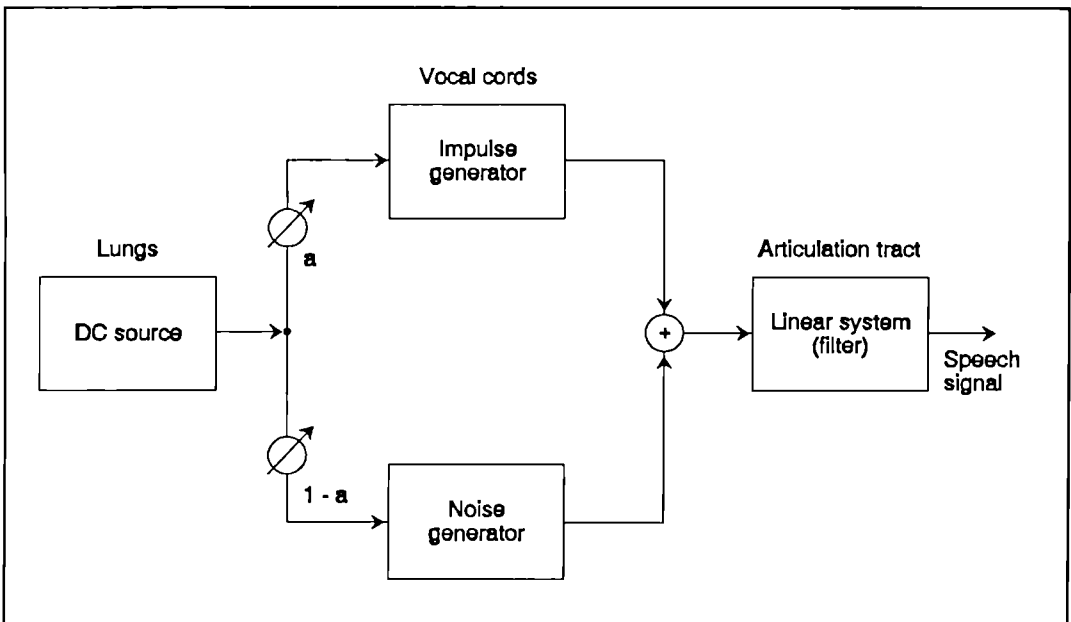 Vocal cords
Impulse
generator
a
Lungs
DC source
Articulation tract
Linear system
(filter)
+
Speech
signal
1 - a
Noise
generator